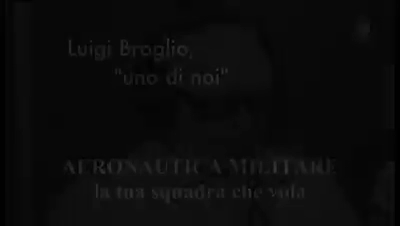 Luigi Broglio,
"uno di noi"
AERONAUTICA MILITARE
la tua squadra che vola